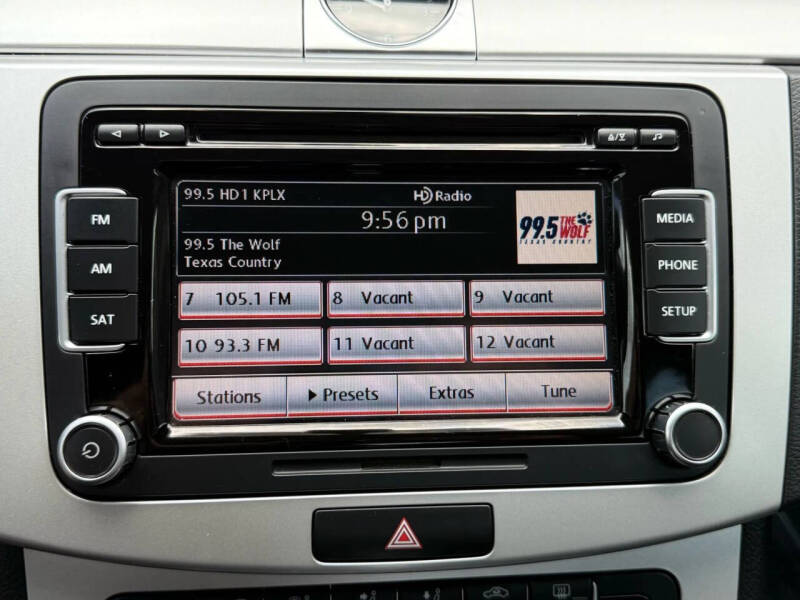 FM
AM
SAT
99.5 HD1 KPLX
HD Radio
9:56 pm
99.5 The Wolf
Texas Country
99.5 THE WOLF
TEXAS COUNTRY
7 105.1 FM
8 Vacant
9 Vacant
10 93.3 FM
11 Vacant
12 Vacant
Stations
Presets
Extras
Tune
MEDIA
PHONE
SETUP